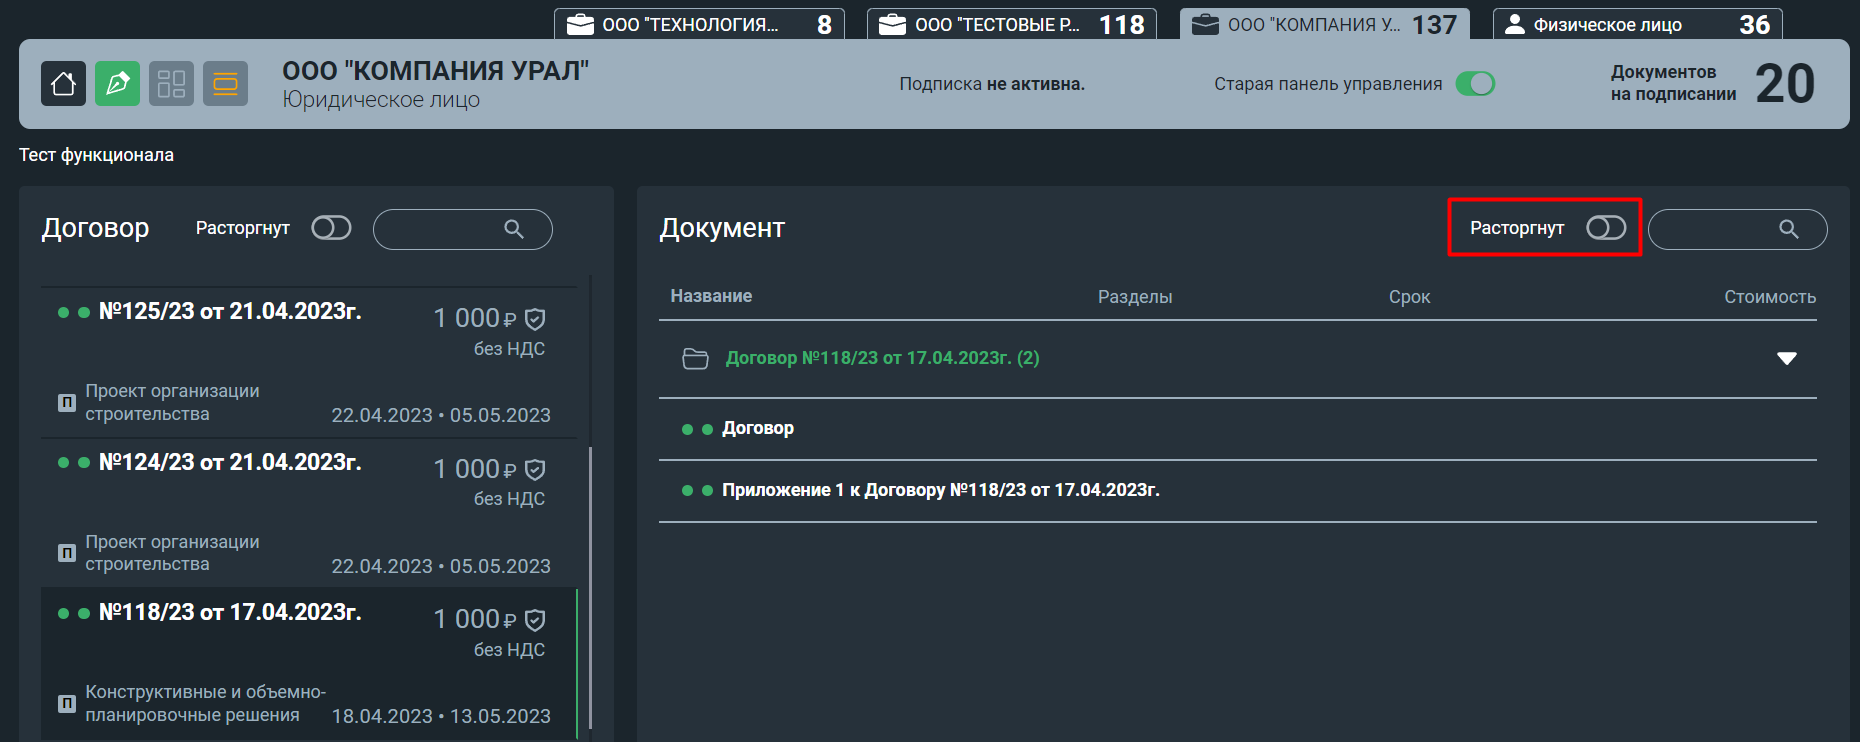 ООО "ТЕХНОЛОГИЯ... 8
ООО "ТЕСТОВЫЕ Р... 118
ООО "КОМПАНИЯ У... 137
Физическое лицо 36
ООО "КОМПАНИЯ УРАЛ"
Юридическое лицо
Подписка не активна.
Старая панель управления
Документов
на подписании
20
Тест функционала
Договор
Расторгнут
№125/23 от 21.04.2023г.
1 000 ₽
без НДС
П
Проект организации
строительства
22.04.2023 • 05.05.2023
№124/23 от 21.04.2023г.
1 000 ₽
без НДС
П
Проект организации
строительства
22.04.2023 • 05.05.2023
№118/23 от 17.04.2023г.
1 000 ₽
без НДС
П
Конструктивные и объемно-
планировочные решения
18.04.2023 • 13.05.2023
Документ
Расторгнут
Название Разделы Срок Стоимость
Договор №118/23 от 17.04.2023г. (2)
Договор
Приложение 1 к Договору №118/23 от 17.04.2023г.